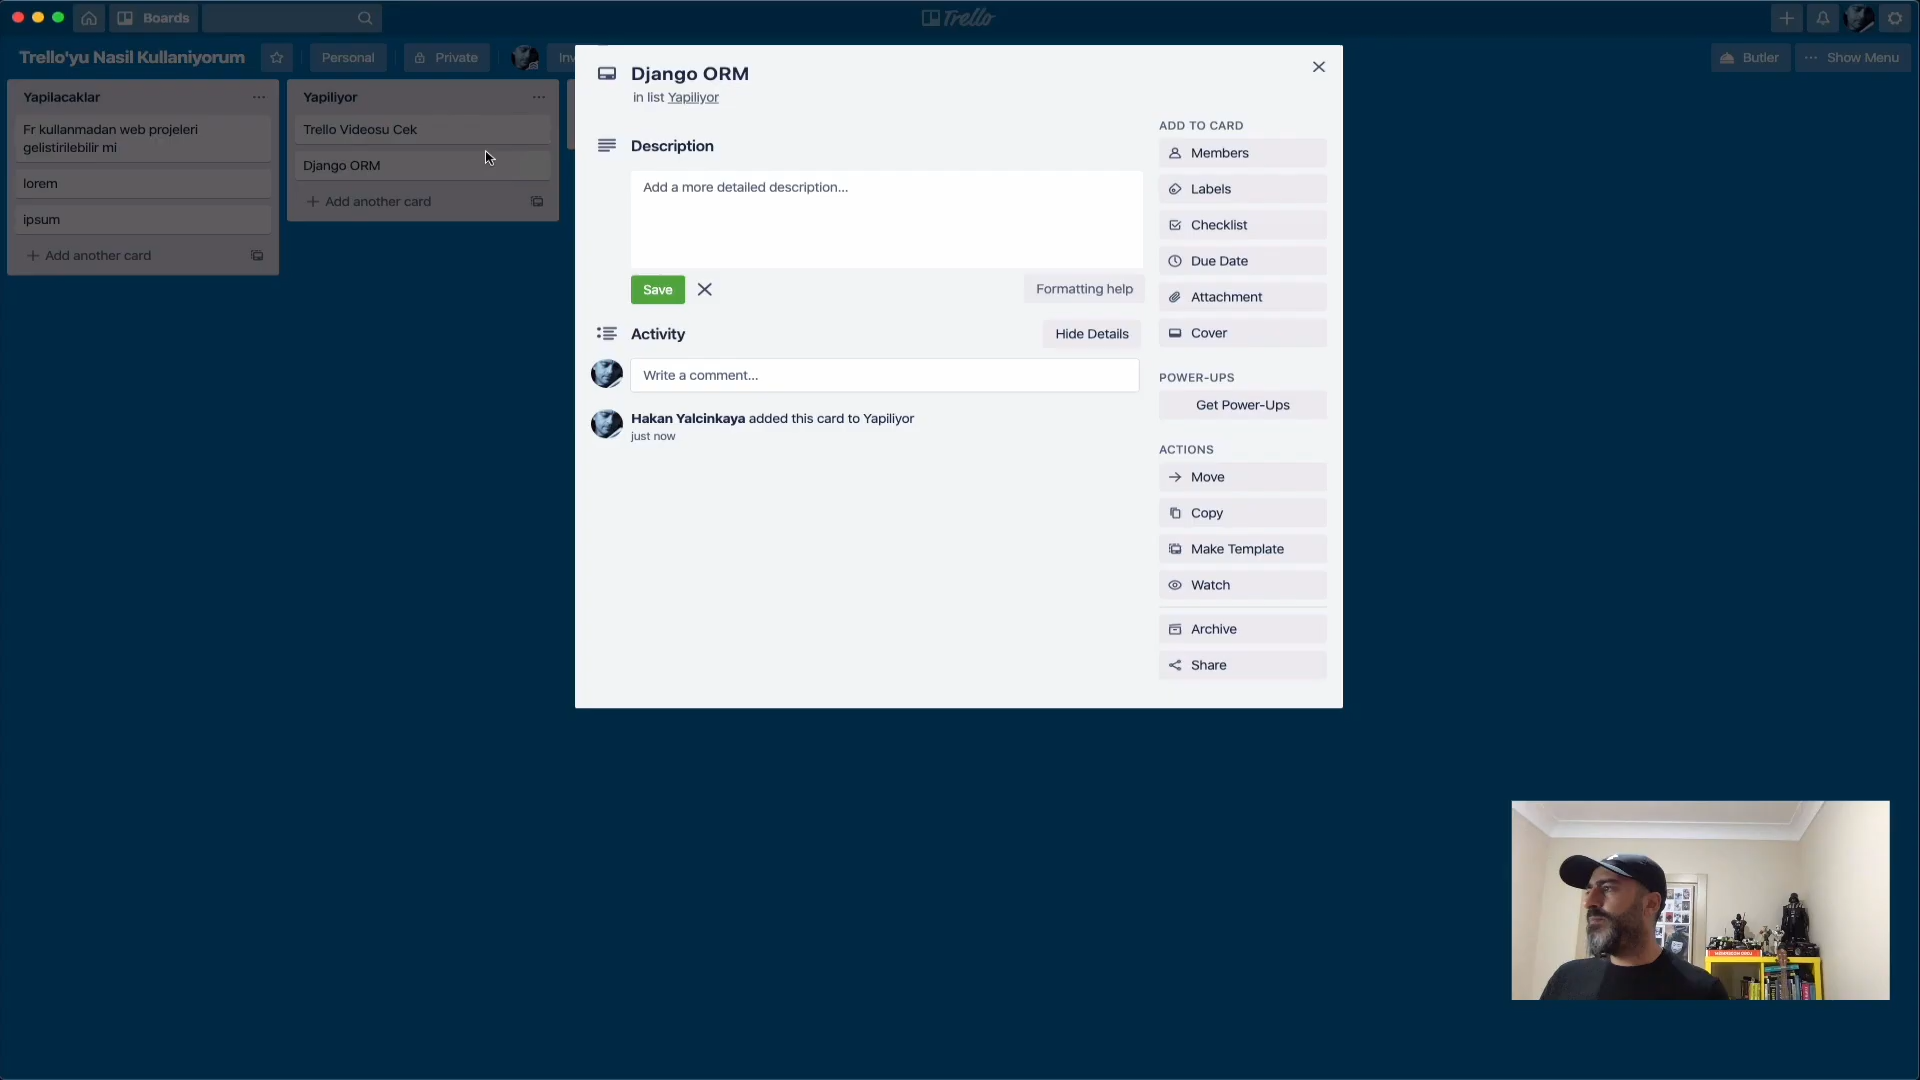 Boards
Trello
Trello'yu Nasil Kullaniyorum
Personal
Private
Butler
Show Menu
Yapilacaklar
Fr kullanmadan web projeleri
gelistirilebilir mi
lorem
ipsum
Add another card
Yapiliyor
Trello Videosu Cek
Django ORM
Add another card
Django ORM
in list Yapiliyor
Description
Add a more detailed description...
Save
Formatting help
Activity
Hide Details
Write a comment...
Hakan Yalcinkaya added this card to Yapiliyor
just now
ADD TO CARD
Members
Labels
Checklist
Due Date
Attachment
Cover
POWER-UPS
Get Power-Ups
ACTIONS
Move
Copy
Make Template
Watch
Archive
Share